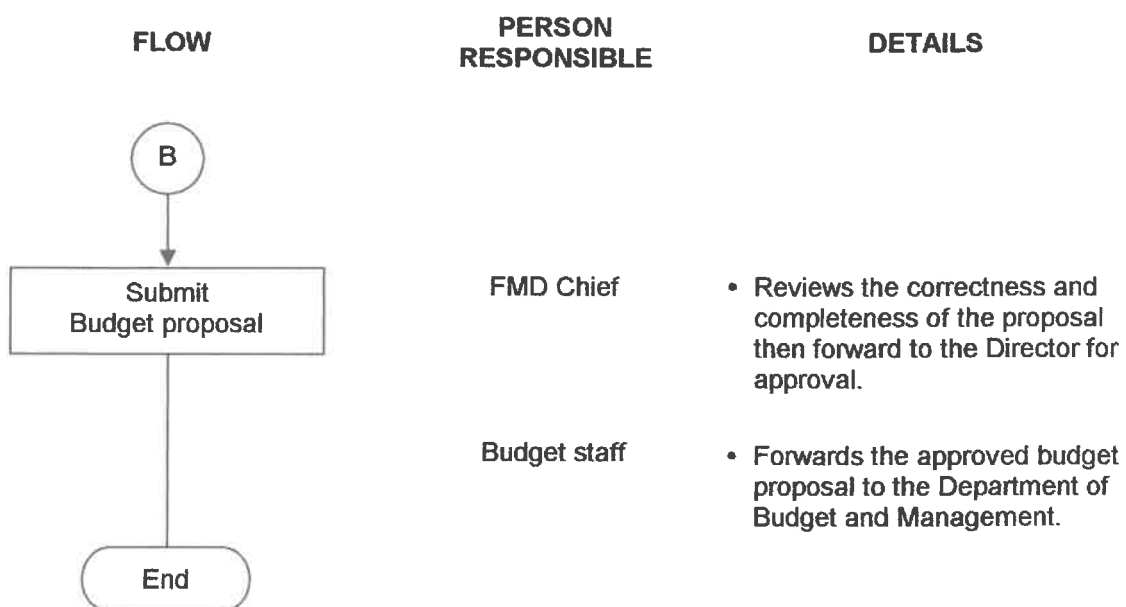 FLOW
PERSON
RESPONSIBLE
DETAILS
B
Submit
Budget proposal
FMD Chief
• Reviews the correctness and
completeness of the proposal
then forward to the Director for
approval.
Budget staff
• Forwards the approved budget
proposal to the Department of
Budget and Management.
End